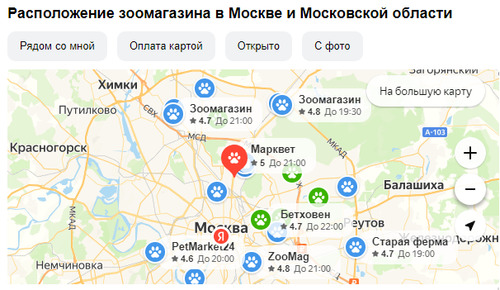 Расположение зоомагазина в Москве и Московской области
Рядом со мной
Оплата картой
Открыто
С фото
На большую карту
Химки
Путилково
Красногорск
СВХ
МСД
Зоомагазин
4.7 До 21:00
Зоомагазин
4.8 До 19:30
Загорянский
А-103
Марквет
5 До 21:00
МКАД
Балашиха
МКАД
Москва
Бетховен
4.7 До 22:00
Реутов
Я
PetMarket24
4.6 До 20:00
ZooMag
4.8 До 21:00
Старая ферма
4.7 До 19:00
Немчиновка